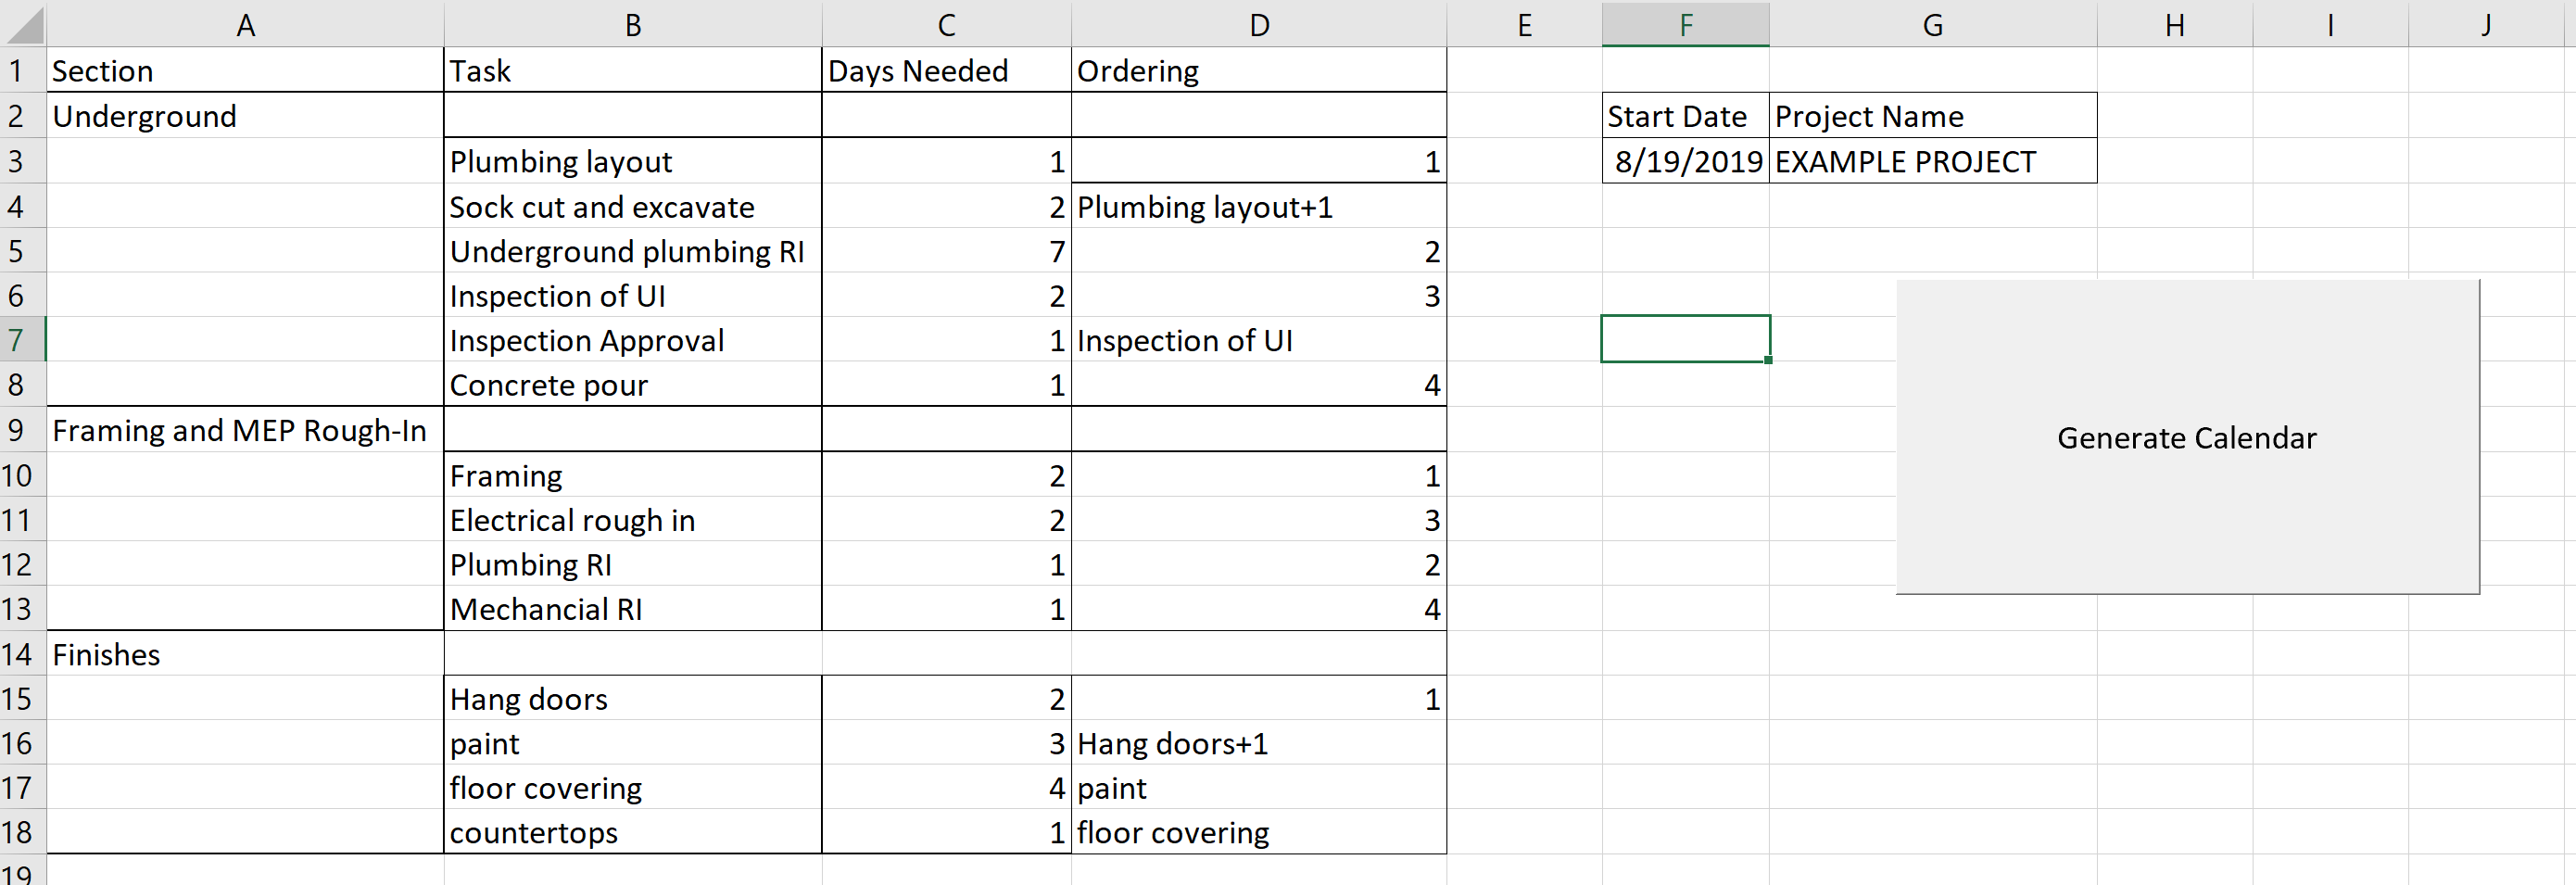 A B C D E F G H I J
1 Section Task Days Needed Ordering
2 Underground Start Date Project Name
3 Plumbing layout 1 1 8/19/2019 EXAMPLE PROJECT
4 Sock cut and excavate 2 Plumbing layout+1
5 Underground plumbing RI 7 2
6 Inspection of UI 2 3
7 Inspection Approval 1 Inspection of UI
8 Concrete pour 1 4
9 Framing and MEP Rough-In
Generate Calendar
10 Framing 2 1
11 Electrical rough in 2 3
12 Plumbing RI 1 2
13 Mechancial RI 1 4
14 Finishes
15 Hang doors 2 1
16 paint 3 Hang doors+1
17 floor covering 4 paint
18 countertops 1 floor covering
19